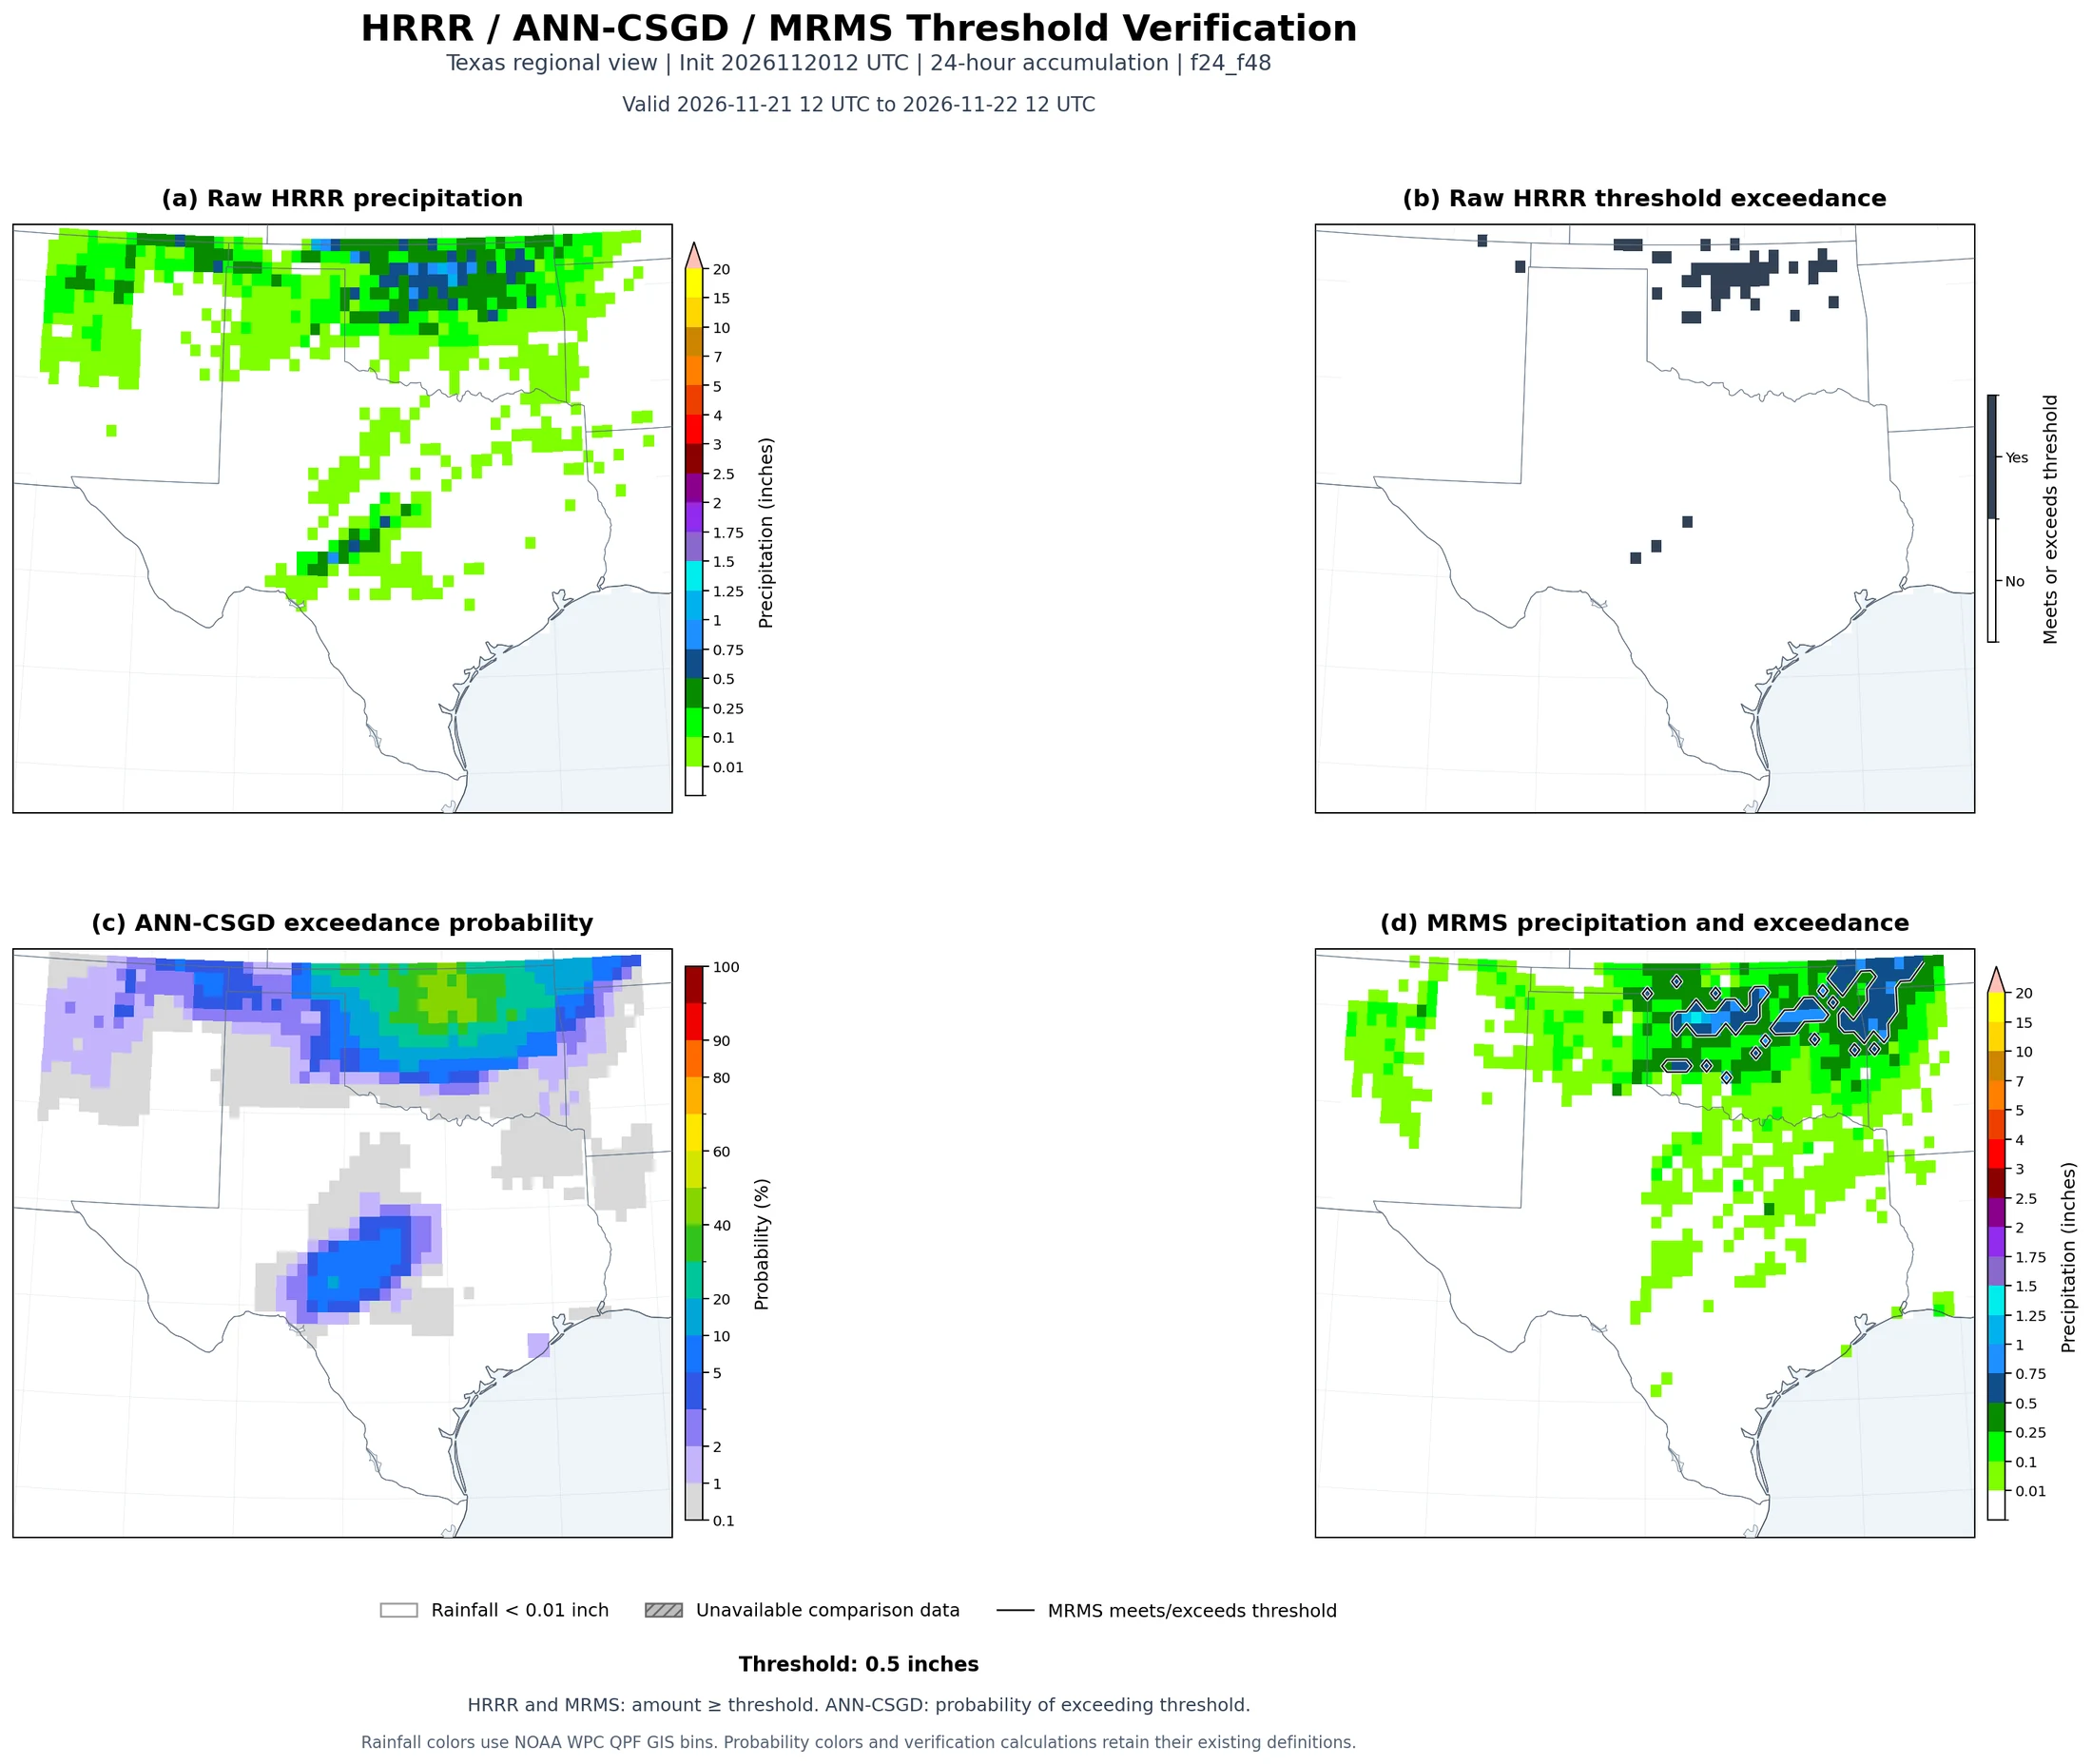 HRRR / ANN-CSGD / MRMS Threshold Verification
Texas regional view | Init 2026112012 UTC | 24-hour accumulation | f24_f48
Valid 2026-11-21 12 UTC to 2026-11-22 12 UTC
(a) Raw HRRR precipitation
20
15
10
7
5
4
3
2.5
2
1.75
1.5
1.25
1
0.75
0.5
0.25
0.1
0.01
Precipitation (inches)
(b) Raw HRRR threshold exceedance
Yes
No
Meets or exceeds threshold
(c) ANN-CSGD exceedance probability
100
90
80
60
40
20
10
5
2
1
0.1
Probability (%)
(d) MRMS precipitation and exceedance
20
15
10
7
5
4
3
2.5
2
1.75
1.5
1.25
1
0.75
0.5
0.25
0.1
0.01
Precipitation (inches)
Rainfall < 0.01 inch
Unavailable comparison data
MRMS meets/exceeds threshold
Threshold: 0.5 inches
HRRR and MRMS: amount ≥ threshold. ANN-CSGD: probability of exceeding threshold.
Rainfall colors use NOAA WPC QPF GIS bins. Probability colors and verification calculations retain their existing definitions.